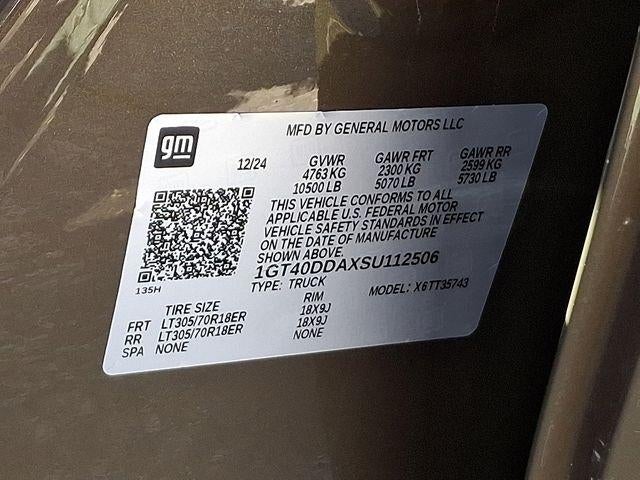 gm
MFD BY GENERAL MOTORS LLC
12/24 GVWR GAWR FRT GAWR RR
4763 KG 2300 KG 2599 KG
10500 LB 5070 LB 5730 LB
THIS VEHICLE CONFORMS TO ALL
APPLICABLE U.S. FEDERAL MOTOR
VEHICLE SAFETY STANDARDS IN EFFECT
ON THE DATE OF MANUFACTURE
SHOWN ABOVE.
1GT40DDAXSU112506
135H
TYPE: TRUCK MODEL: X6TT35743
TIRE SIZE RIM
FRT LT305/70R18ER 18X9J
RR LT305/70R18ER 18X9J
SPA NONE NONE